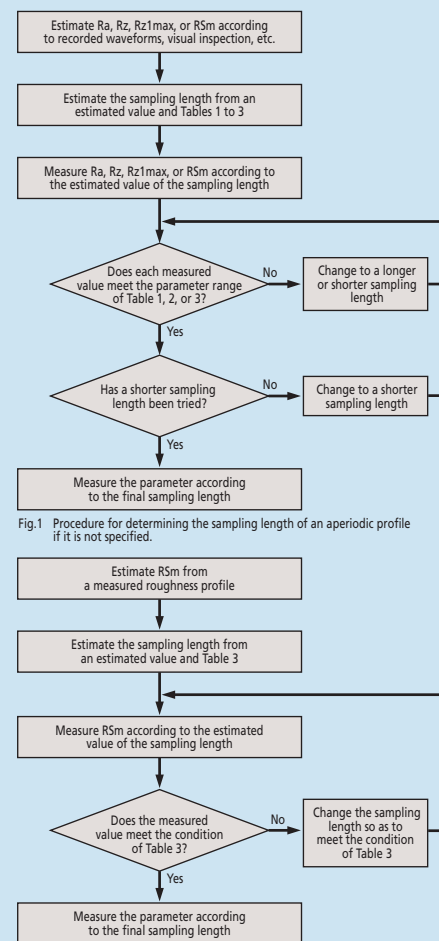 Estimate Ra, Rz, Rz1max, or RSm according
to recorded waveforms, visual inspection, etc.
Estimate the sampling length from an
estimated value and Tables 1 to 3
Measure Ra, Rz, Rz1max, or RSm according to
the estimated value of the sampling length
Does each measured
value meet the parameter range
of Table 1, 2, or 3?
No
Change to a longer
or shorter sampling
length
Yes
Has a shorter sampling
length been tried?
No
Change to a shorter
sampling length
Yes
Measure the parameter according
to the final sampling length
Fig.1 Procedure for determining the sampling length of an aperiodic profile
if it is not specified.
Estimate RSm from
a measured roughness profile
Estimate the sampling length from
an estimated value and Table 3
Measure RSm according to the estimated
value of the sampling length
Does the measured
value meet the condition
of Table 3?
No
Change the sampling
length so as to
meet the condition
of Table 3
Yes
Measure the parameter according
to the final sampling length